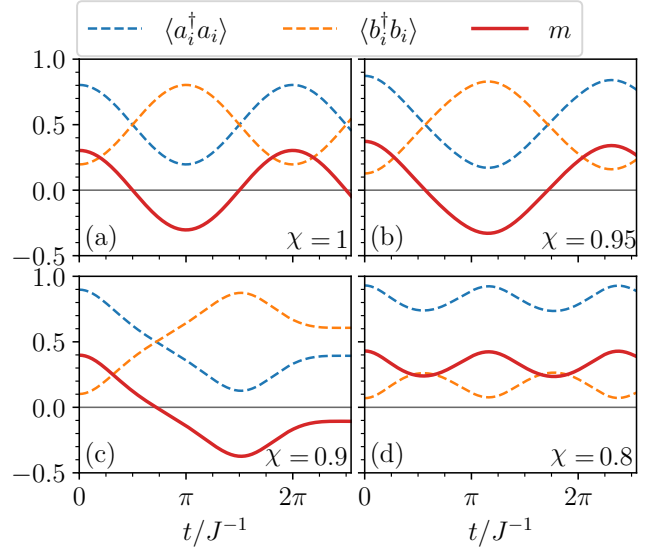 ⟨a_i^†a_i⟩ ⟨b_i^†b_i⟩ m
1.0
0.5
0.0
−0.5
(a) χ = 1
(b) χ = 0.95
1.0
0.5
0.0
−0.5
(c) χ = 0.9
(d) χ = 0.8
0 π 2π
0 π 2π
t/J^{−1} t/J^{−1}